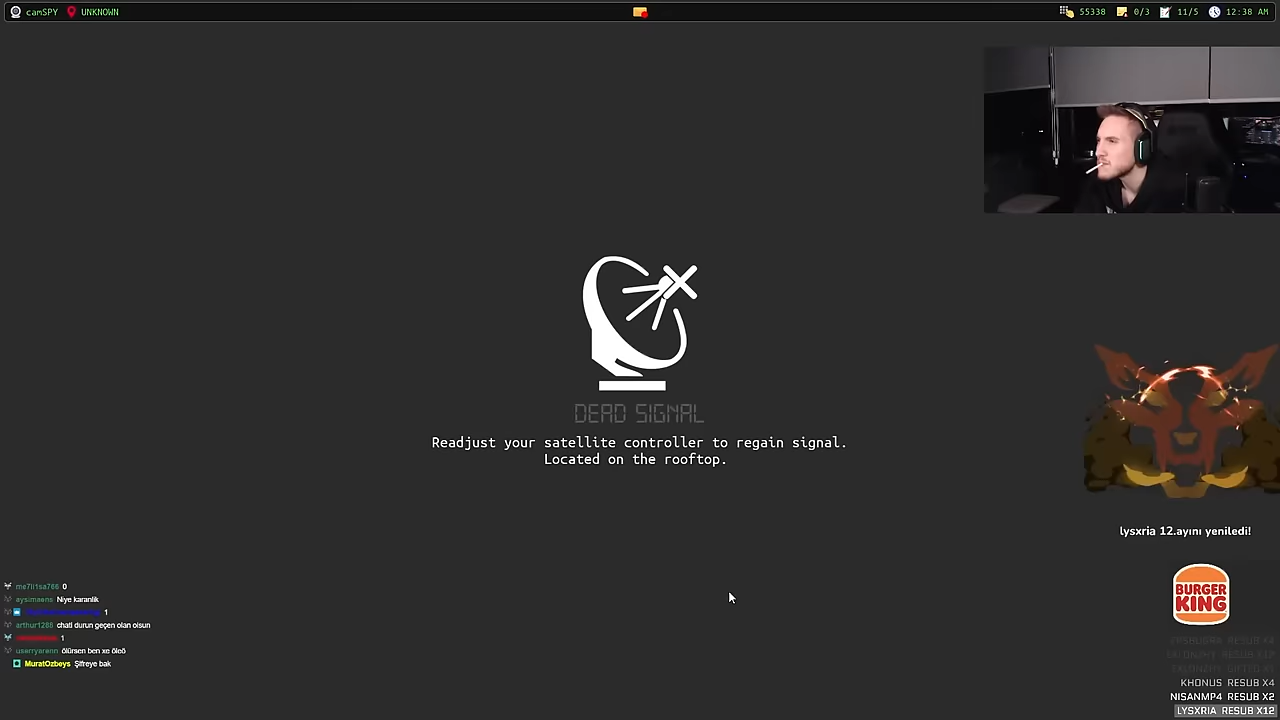 camSPY UNKNOWN
55338 0/3 11/5 12:38 AM
DEAD SIGNAL
Readjust your satellite controller to regain signal.
Located on the rooftop.
lysxria 12.ayını yeniledi!
BURGER
KING
KHONUS RESUB X4
NISANMP4 RESUB X2
LYSXRIA RESUB X12
me7li1sa766 0
aysimaens Niye karanlik
1
arthur1288 chati durun geçen olan olsun
1
userryarenn ölürsen ben xe öleö
MuratOzbeys Şifreye bak